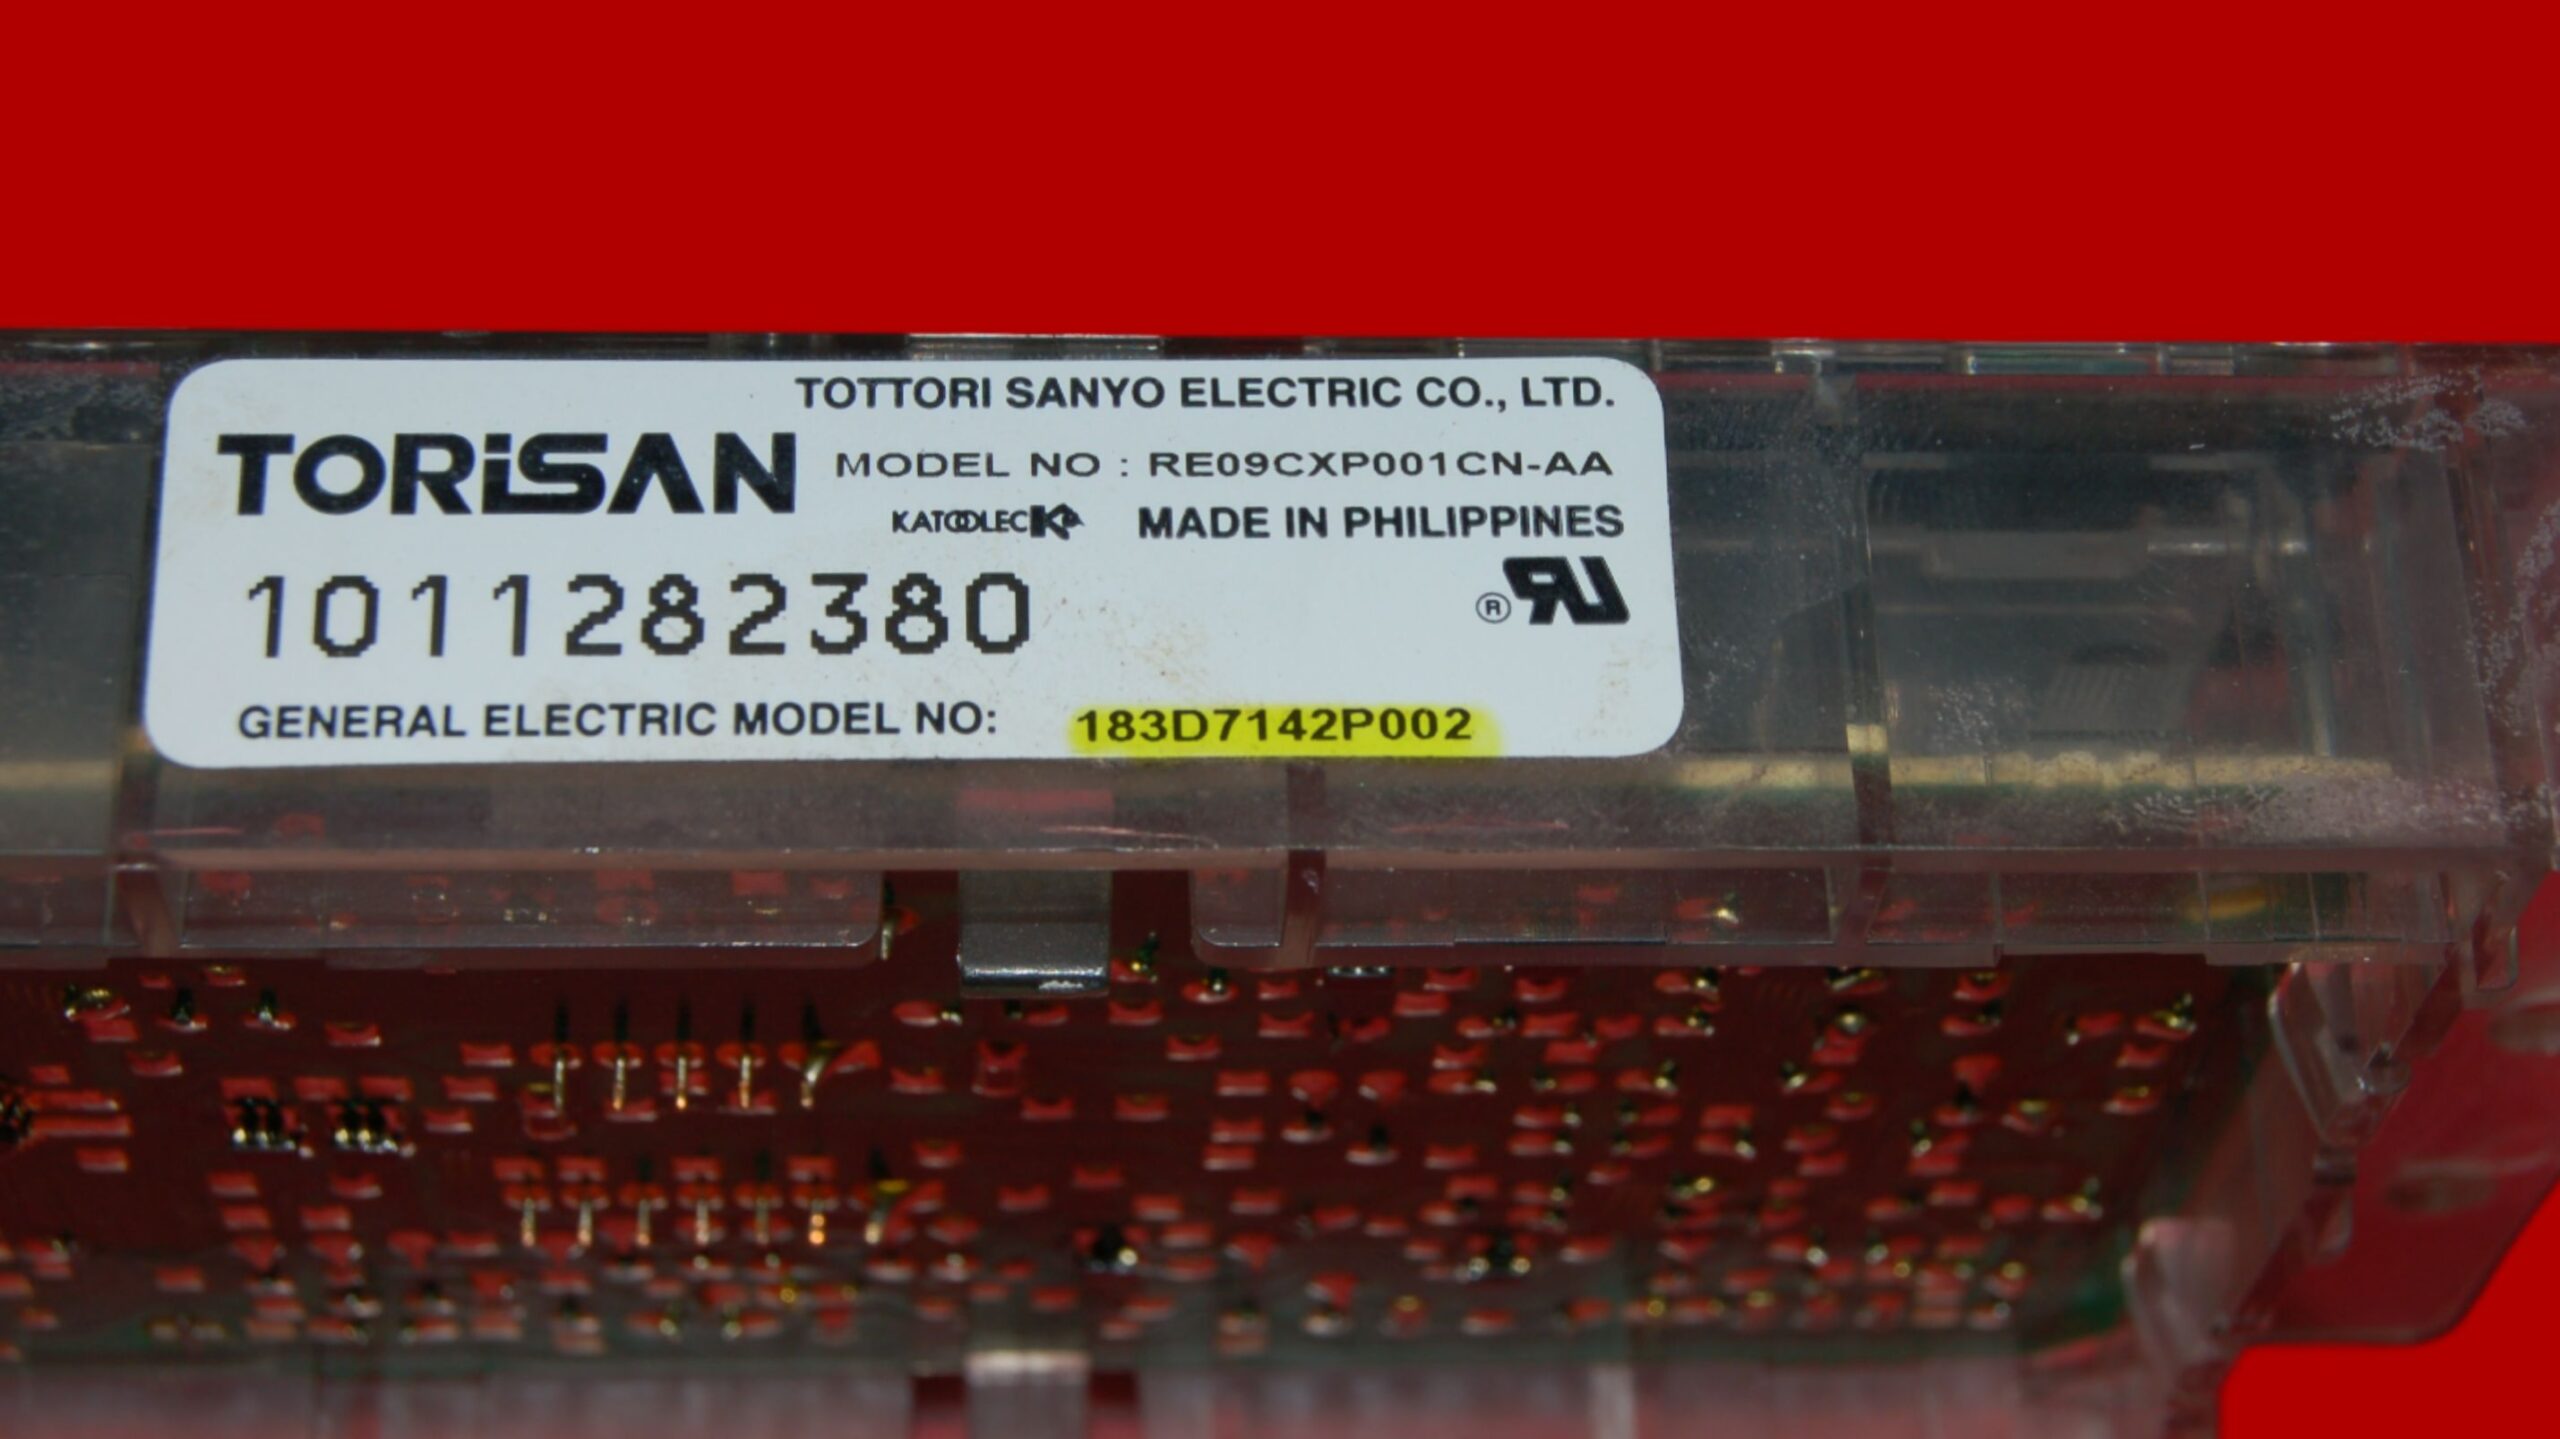 TOTTORI SANYO ELECTRIC CO., LTD.
TORiSAN MODEL NO : RE09CXP001CN-AA
KATOOLEC MADE IN PHILIPPINES
1011282380
®
GENERAL ELECTRIC MODEL NO: 183D7142P002